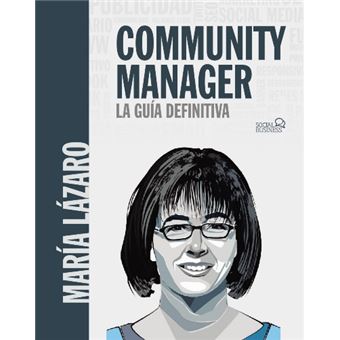 PUBLICIDAD
SOCIAL MEDIA
COMMUNITY
MANAGER
LA GUÍA DEFINITIVA
SOCIAL
BUSINESS
MARÍA LÁZARO